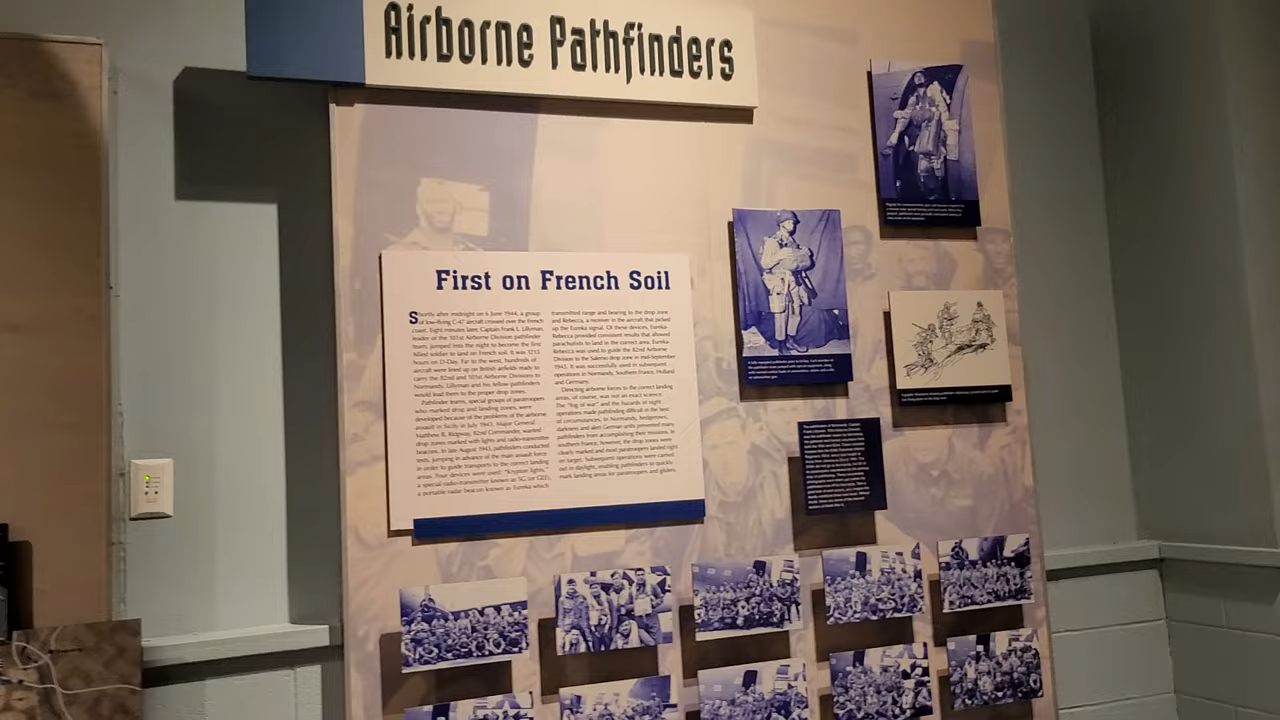 Airborne Pathfinders
First on French Soil
Shortly after midnight on 6 June 1944, a group
of low-flying C-47 aircraft crossed over the French
coast. Eight minutes later, Captain Frank L. Lillyman,
leader of the 101st Airborne Division pathfinder
team, jumped into the night to become the first
Allied soldier to land on French soil. It was 1215
hours on D-Day. Far to the west, hundreds of
aircraft were lined up on British airfields ready to
carry the 82nd and 101st Airborne Divisions to
Normandy. Lillyman and his fellow pathfinders
would lead them to the proper drop zones.
Pathfinder teams, special groups of paratroopers
who marked drop and landing zones, were
developed because of the problems of the airborne
assault in Sicily in July 1943. Major General
Matthew B. Ridgway, 82nd Commander, wanted
drop zones marked with lights and radio-transmitter
beacons. In late August 1943, pathfinders conducted
tests, jumping in advance of the main assault force
in order to guide transports to the correct landing
areas. Four devices were used: "Krypton lights,"
a special radio-transmitter known as 5G (or GEE),
a portable radar beacon known as Eureka which
transmitted range and bearing to the drop zone
and Rebecca, a receiver in the aircraft that picked
up the Eureka signal. Of these devices, Eureka-
Rebecca provided consistent results that allowed
parachutists to land in the correct area. Eureka-
Rebecca was used to guide the 82nd Airborne
Division to the Salerno drop zone in mid-September
1943. It was successfully used in subsequent
operations in Normandy, Southern France, Holland
and Germany.
Directing airborne forces to the correct landing
areas, of course, was not an exact science.
The "fog of war" and the hazards of night
operations made pathfinding difficult in the best
of circumstances. In Normandy, hedgerows,
darkness and alert German units prevented many
pathfinders from accomplishing their missions. In
southern France, however, the drop zones were
clearly marked and most paratroopers landed right
on target. Subsequent operations were carried
out in daylight, enabling pathfinders to quickly
mark landing areas for paratroopers and gliders.